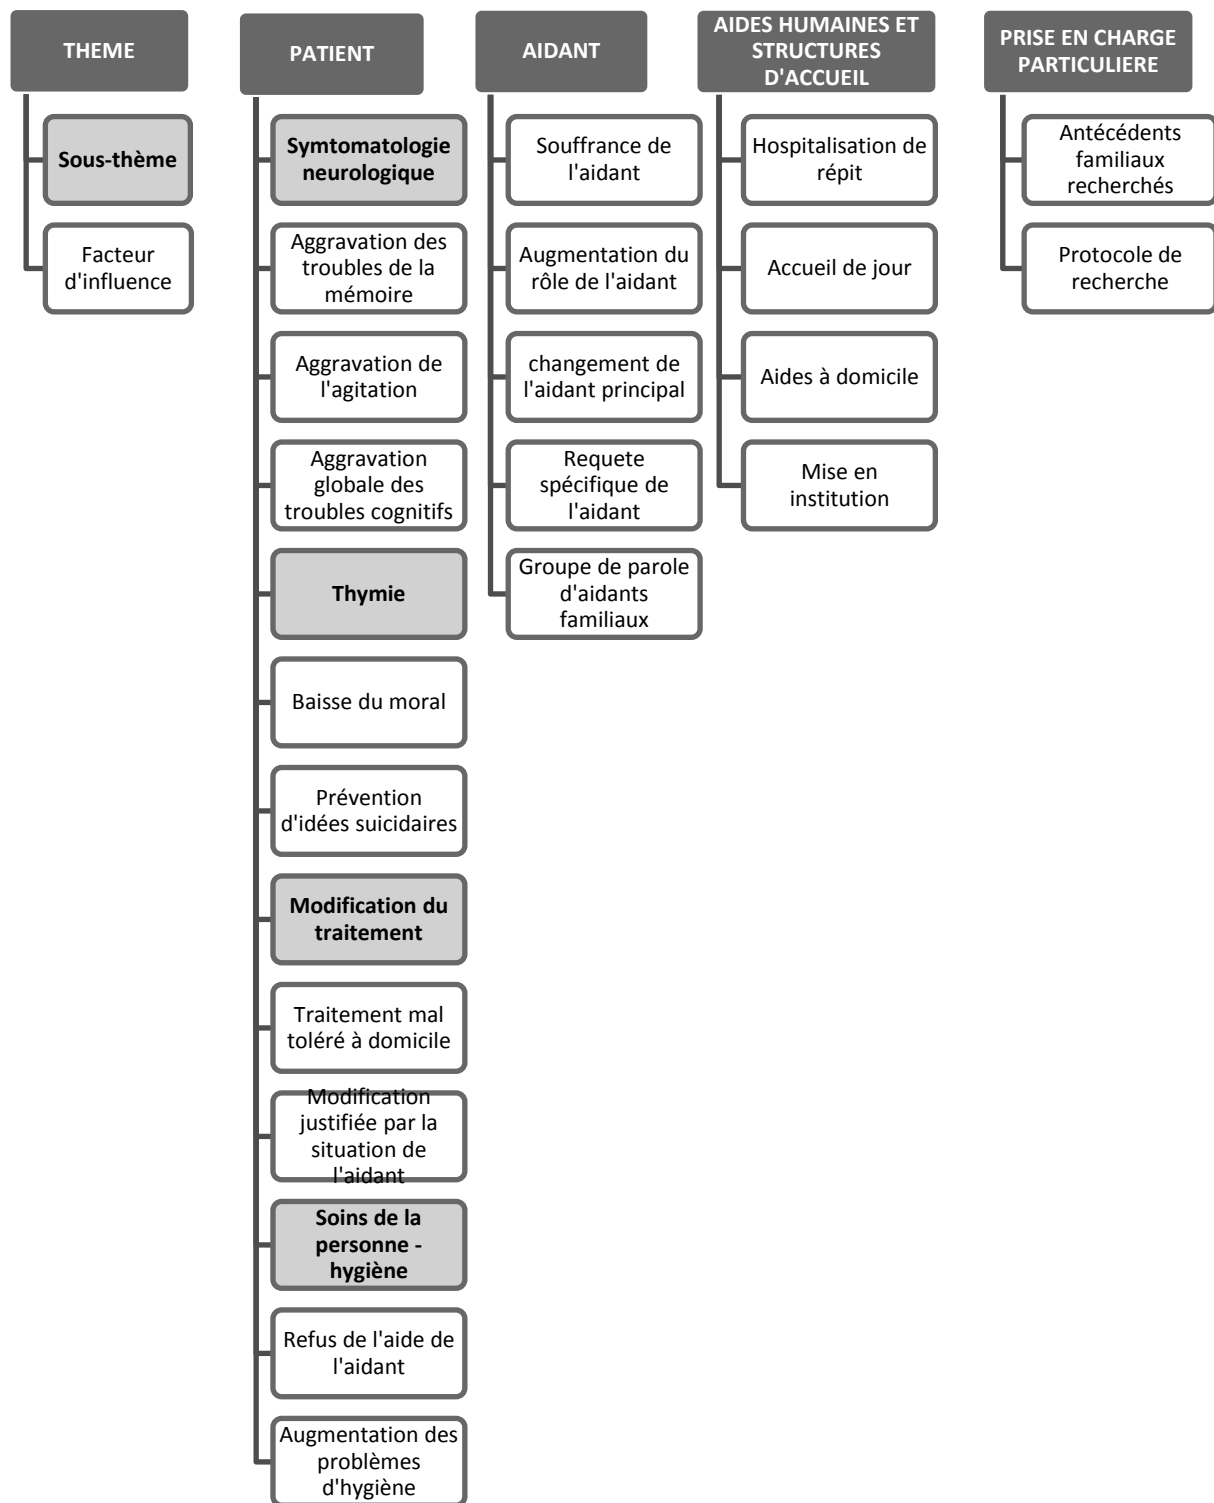 THEME
Sous-thème
Facteur
d'influence
PATIENT
Symtomatologie
neurologique
Aggravation des
troubles de la
mémoire
Aggravation de
l'agitation
Aggravation
globale des
troubles cognitifs
Thymie
Baisse du moral
Prévention
d'idées suicidaires
Modification du
traitement
Traitement mal
toléré à domicile
Modification
justifiée par la
situation de
l'aidant
Soins de la
personne -
hygiène
Refus de l'aide de
l'aidant
Augmentation des
problèmes
d'hygiène
AIDANT
Souffrance de
l'aidant
Augmentation du
rôle de l'aidant
changement de
l'aidant principal
Requete
spécifique de
l'aidant
Groupe de parole
d'aidants
familiaux
AIDES HUMAINES ET
STRUCTURES
D'ACCUEIL
Hospitalisation de
répit
Accueil de jour
Aides à domicile
Mise en
institution
PRISE EN CHARGE
PARTICULIERE
Antécédents
familiaux
recherchés
Protocole de
recherche